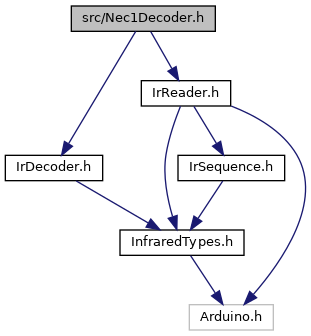 src/Nec1Decoder.h
IrReader.h
IrDecoder.h
IrSequence.h
InfraredTypes.h
Arduino.h